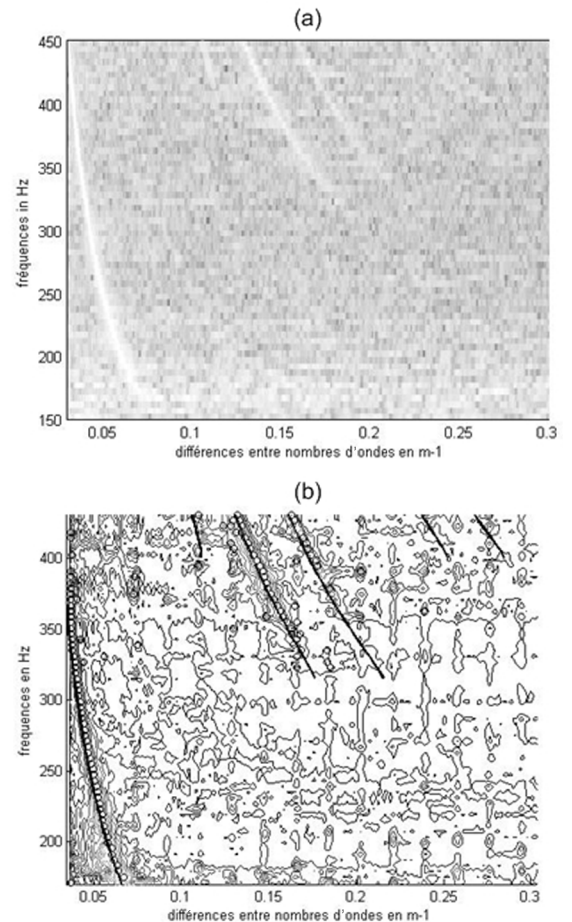 (a)
450
400
350
300
250
200
150
fréquences in Hz
0.05 0.1 0.15 0.2 0.25 0.3
différences entre nombres d'ondes en m-1
(b)
400
350
300
250
200
frequences en Hz
0.05 0.1 0.15 0.2 0.25 0.3
différences entre nombres d'ondes en m-1